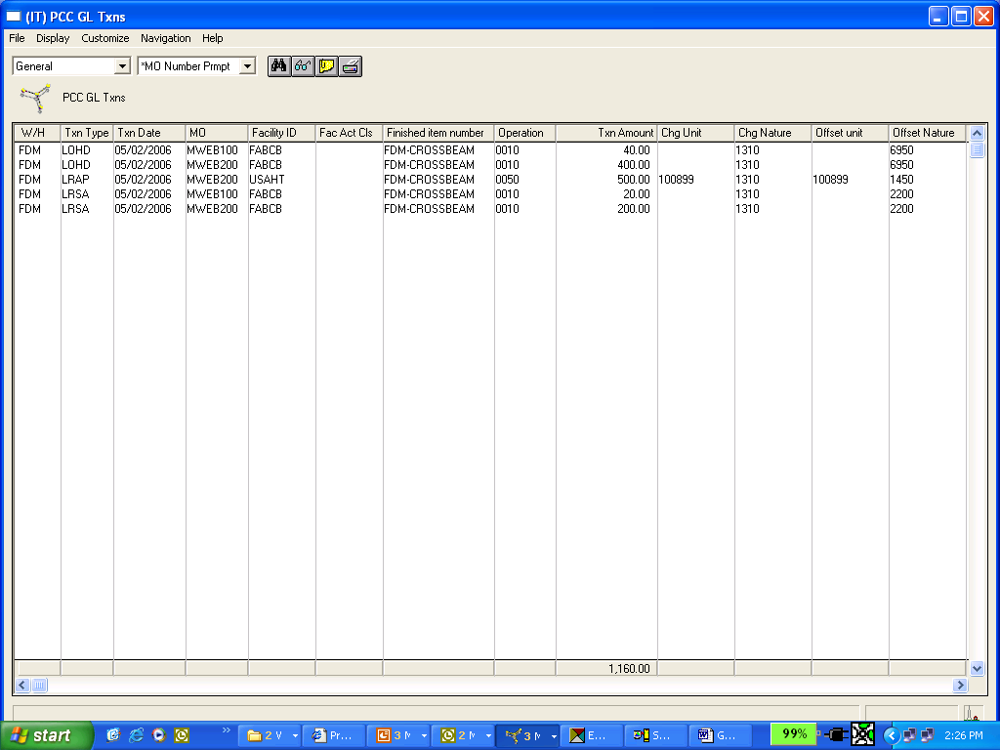 (IT) PCC GL Txns
File Display Customize Navigation Help
General *MO Number Prmpt
PCC GL Txns
W/H Txn Type Txn Date MO Facility ID Fac Act Cls Finished item number Operation Txn Amount Chg Unit Chg Nature Offset unit Offset Nature
FDM LOHD 05/02/2006 MWEB100 FABCB FDM-CROSSBEAM 0010 40.00 1310 6950
FDM LOHD 05/02/2006 MWEB200 FABCB FDM-CROSSBEAM 0010 400.00 1310 6950
FDM LRAP 05/02/2006 MWEB200 USAHT FDM-CROSSBEAM 0050 500.00 100899 1310 100899 1450
FDM LRSA 05/02/2006 MWEB100 FABCB FDM-CROSSBEAM 0010 20.00 1310 2200
FDM LRSA 05/02/2006 MWEB200 FABCB FDM-CROSSBEAM 0010 200.00 1310 2200
1,160.00
start » 2 Pr... 3 2 3 E... S... G... 99% 2:26 PM